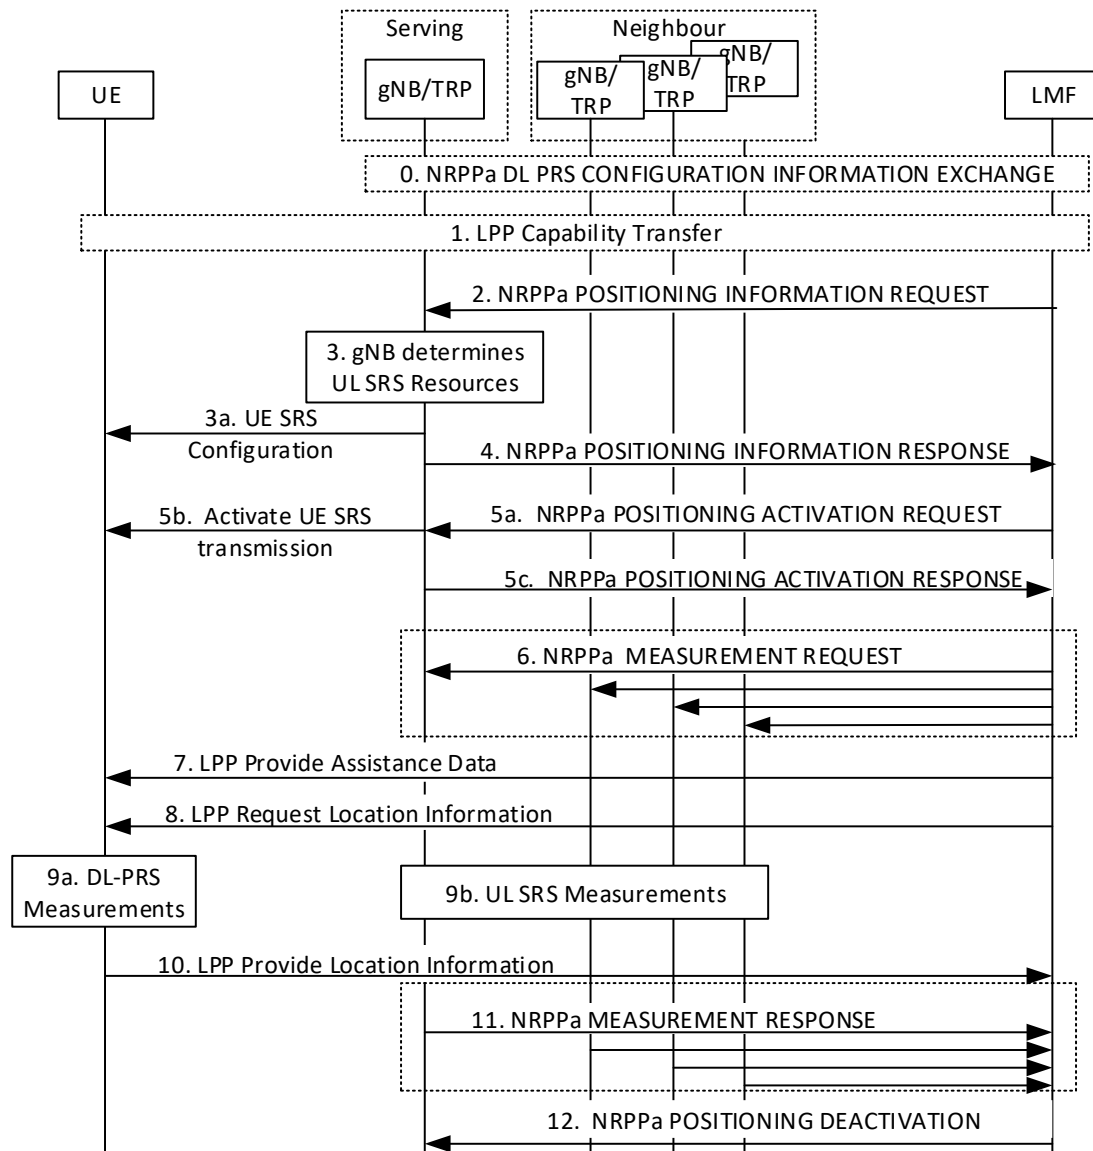 Serving
Neighbour
UE
gNB/TRP
gNB/
TRP
gNB/
TRP
gNB/
TRP
LMF
0. NRPPa DL PRS CONFIGURATION INFORMATION EXCHANGE
1. LPP Capability Transfer
2. NRPPa POSITIONING INFORMATION REQUEST
3. gNB determines
UL SRS Resources
3a. UE SRS
Configuration
4. NRPPa POSITIONING INFORMATION RESPONSE
5b. Activate UE SRS
transmission
5a. NRPPa POSITIONING ACTIVATION REQUEST
5c. NRPPa POSITIONING ACTIVATION RESPONSE
6. NRPPa MEASUREMENT REQUEST
7. LPP Provide Assistance Data
8. LPP Request Location Information
9a. DL-PRS
Measurements
9b. UL SRS Measurements
10. LPP Provide Location Information
11. NRPPa MEASUREMENT RESPONSE
12. NRPPa POSITIONING DEACTIVATION